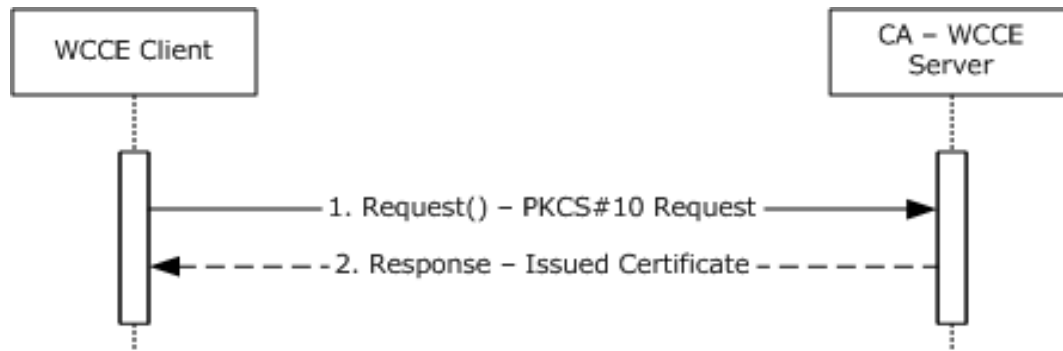 WCCE Client
CA – WCCE
Server
1. Request() – PKCS#10 Request
2. Response – Issued Certificate